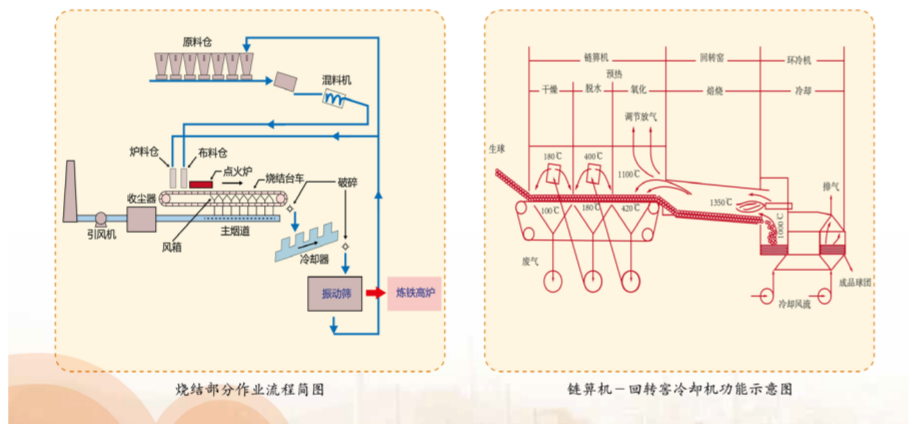 原料仓
混料机
炉料仓
布料仓
点火炉
烧结台车
破碎
收尘器
引风机
风箱
主烟道
冷却器
振动筛
炼铁高炉
烧结部分作业流程简图
链箅机
回转窑
环冷机
预热
干燥
脱水
氧化
焙烧
冷却
调节放气
生球
180℃
400℃
1100℃
1350℃
排气
100℃
180℃
420℃
1000℃
废气
成品球团
冷却风流
链箅机－回转窑冷却机功能示意图